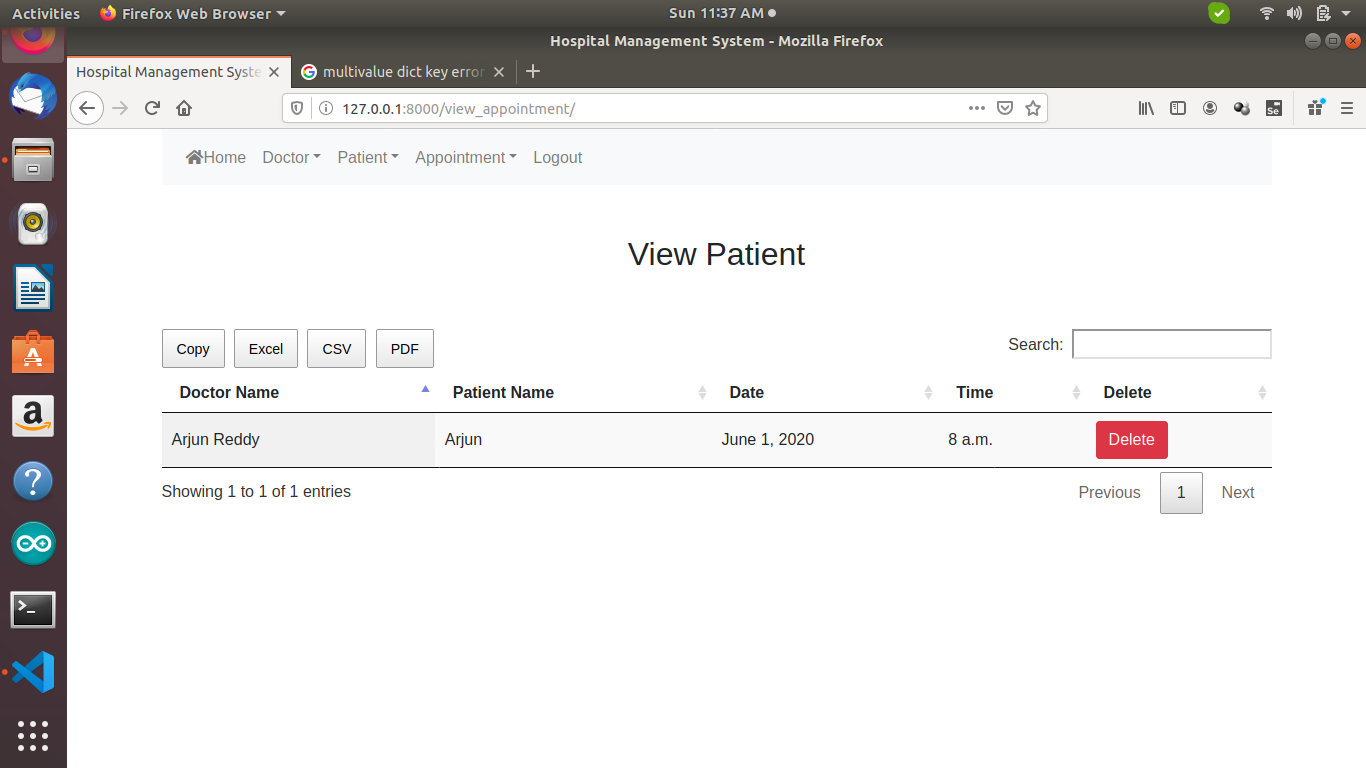 Activities Firefox Web Browser Sun 11:37 AM
Hospital Management System - Mozilla Firefox
Hospital Management Syste multivalue dict key error
127.0.0.1:8000/view_appointment/ Se
Home Doctor Patient Appointment Logout
View Patient
Copy Excel CSV PDF Search:
Doctor Name Patient Name Date Time Delete
Arjun Reddy Arjun June 1, 2020 8 a.m. Delete
Showing 1 to 1 of 1 entries Previous 1 Next